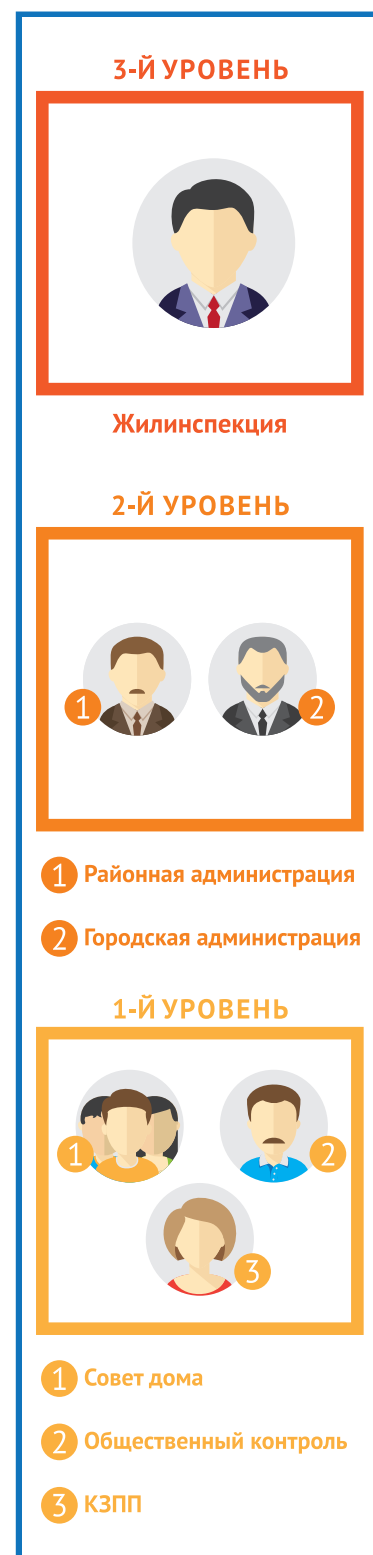 3-Й УРОВЕНЬ
Жилинспекция
2-Й УРОВЕНЬ
1
2
1 Районная администрация
2 Городская администрация
1-Й УРОВЕНЬ
1
2
3
1 Совет дома
2 Общественный контроль
3 КЗПП